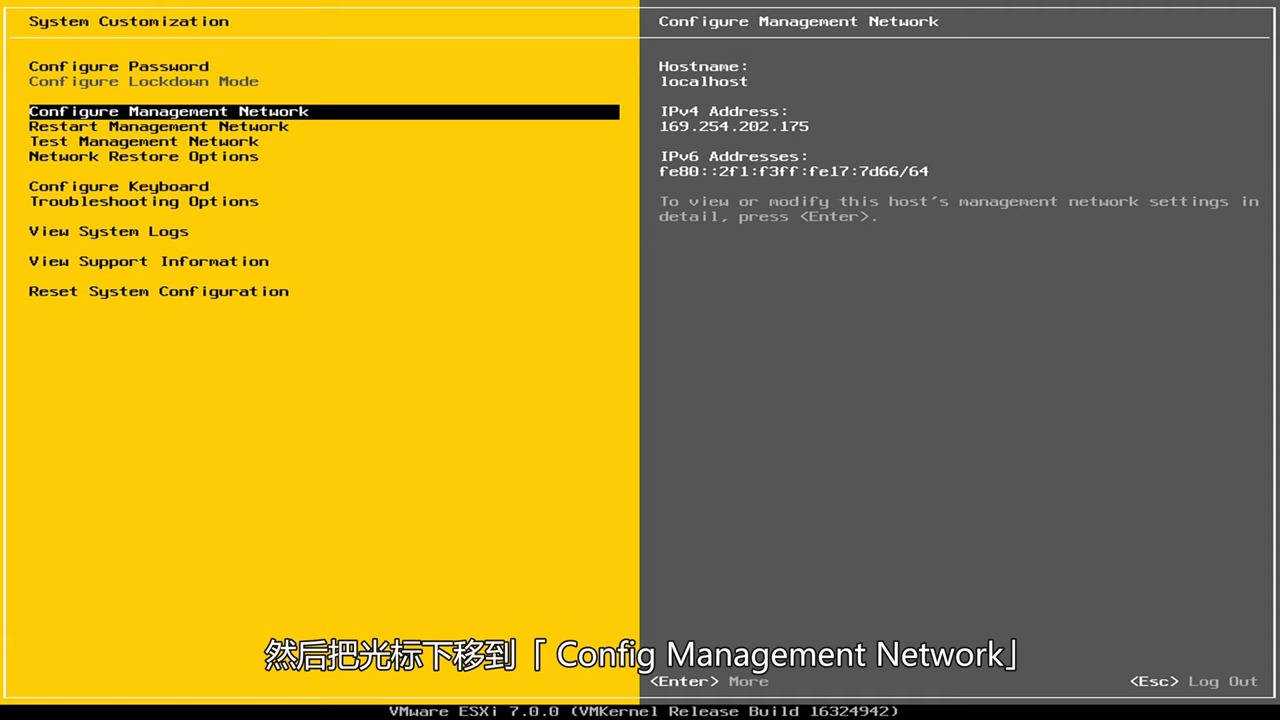 System Customization
Configure Password
Configure Lockdown Mode
Configure Management Network
Restart Management Network
Test Management Network
Network Restore Options
Configure Keyboard
Troubleshooting Options
View System Logs
View Support Information
Reset System Configuration
Configure Management Network
Hostname:
localhost
IPv4 Address:
169.254.202.175
IPv6 Addresses:
fe80::2f1:f3ff:fe17:7d66/64
To view or modify this host's management network settings in
detail, press <Enter>.
然后把光标下移到「 Config Management Network」
<Enter> More
<Esc> Log Out
VMware ESXi 7.0.0 (VMKernel Release Build 16324942)